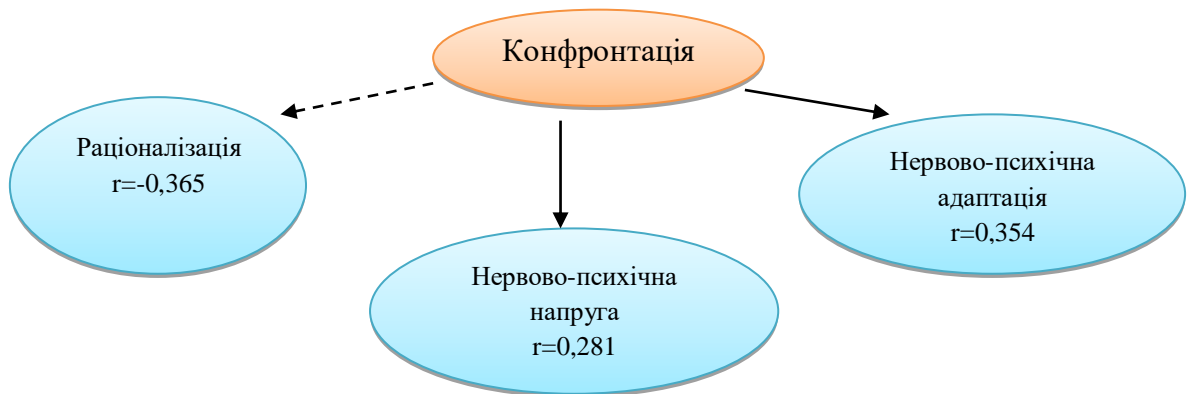 Конфронтація
Раціоналізація
r=-0,365
Нервово-психічна
напруга
r=0,281
Нервово-психічна
адаптація
r=0,354